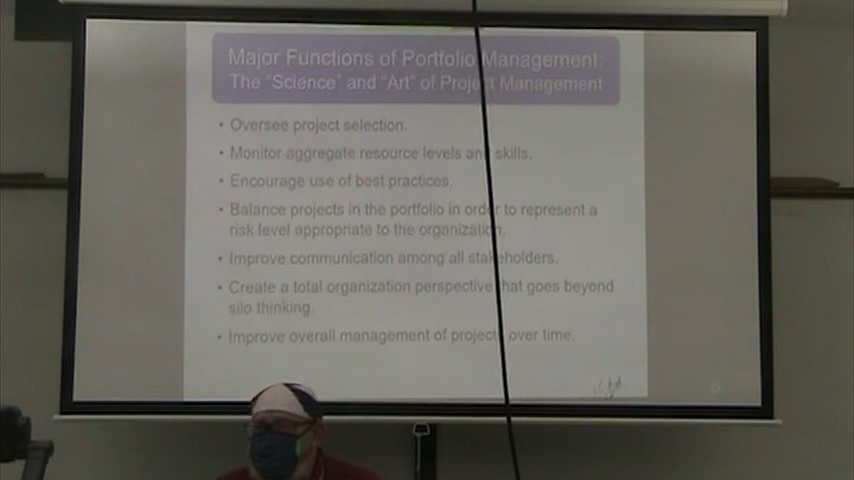 Major Functions of Portfolio Management:
The "Science" and "Art" of Project Management
• Oversee project selection.
• Monitor aggregate resource levels and skills.
• Encourage use of best practices.
• Balance projects in the portfolio in order to represent a
risk level appropriate to the organization.
• Improve communication among all stakeholders.
• Create a total organization perspective that goes beyond
silo thinking.
• Improve overall management of projects over time.